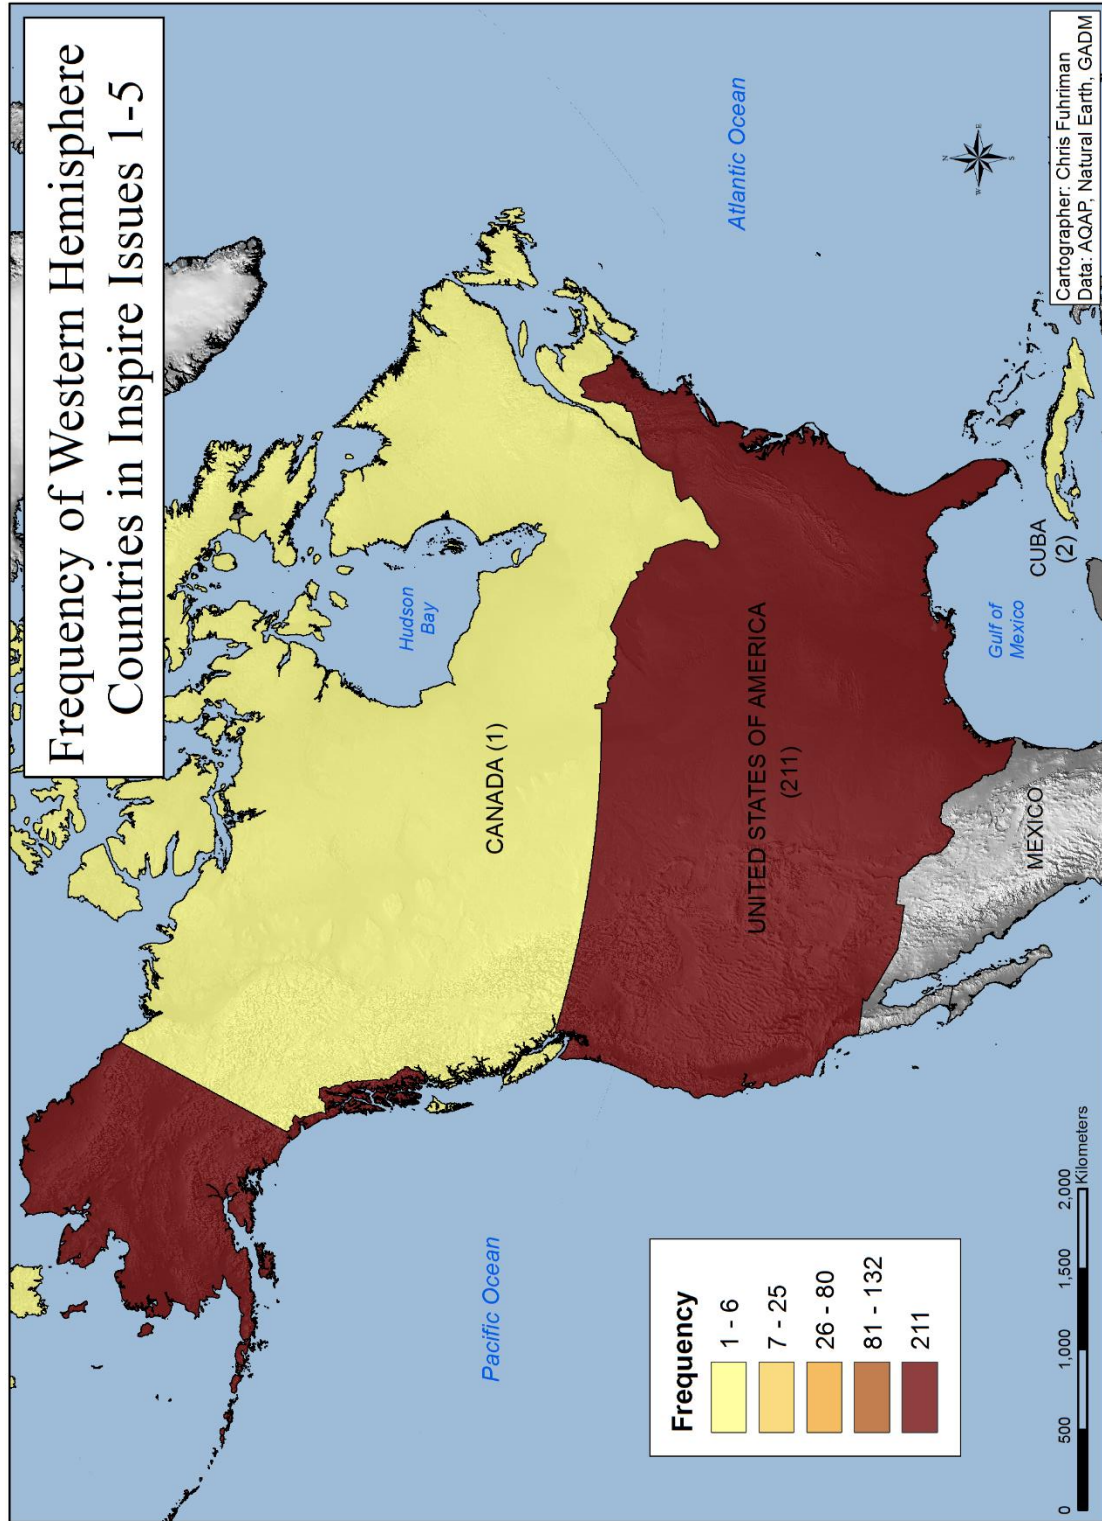 Frequency of Western Hemisphere
Countries in Inspire Issues 1-5
Atlantic Ocean
Hudson
Bay
CANADA (1)
UNITED STATES OF AMERICA
(211)
Gulf of
Mexico
CUBA
(2)
MEXICO
Pacific Ocean
N
E
S
W
Frequency
1 - 6
7 - 25
26 - 80
81 - 132
211
0 500 1,000 1,500 2,000
Kilometers
Cartographer: Chris Fuhriman
Data: AQAP, Natural Earth, GADM